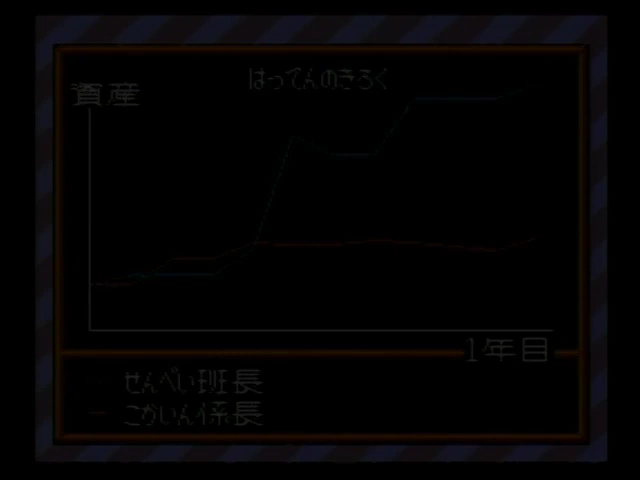 はってんのきろく
資産
1年目
せんべい班長
こかいん係長